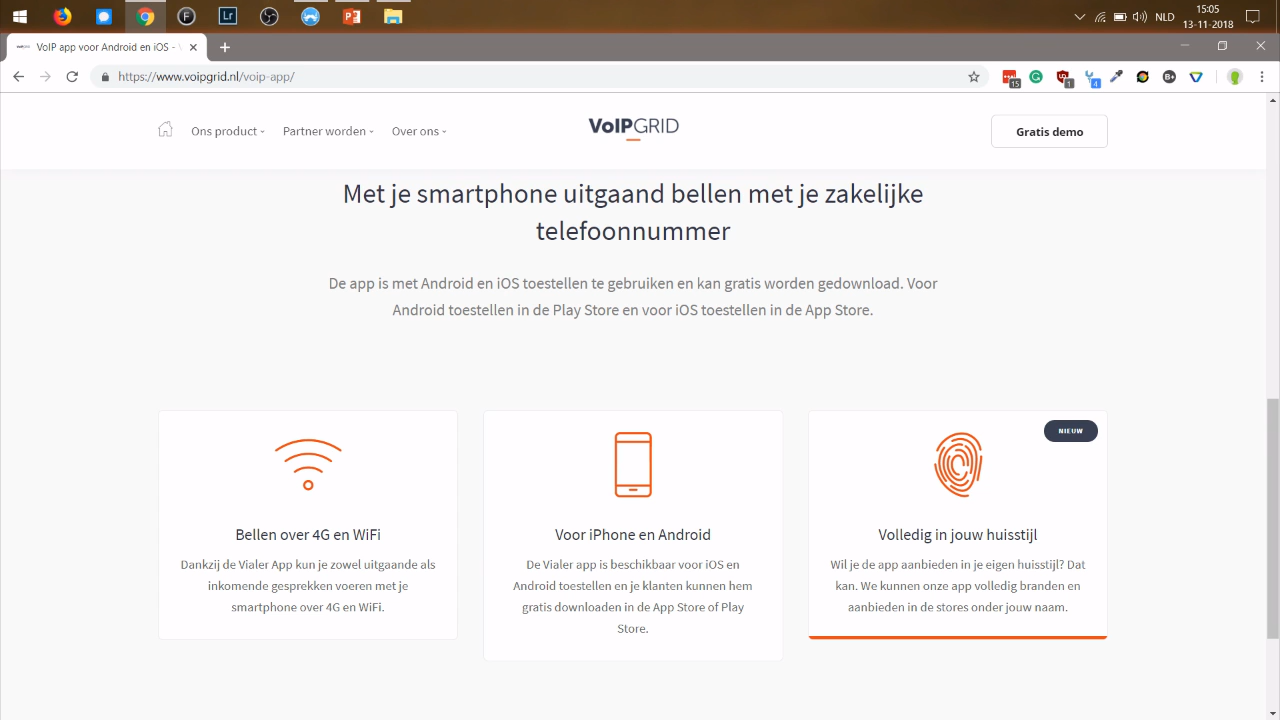 Lr
15:05
NLD
13-11-2018
VoIP app voor Android en iOS -
https://www.voipgrid.nl/voip-app/
15
1
4
B+
Ons product
Partner worden
Over ons
VoIPGRID
Gratis demo
Met je smartphone uitgaand bellen met je zakelijke
telefoonnummer
De app is met Android en iOS toestellen te gebruiken en kan gratis worden gedownload. Voor
Android toestellen in de Play Store en voor iOS toestellen in de App Store.
Bellen over 4G en WiFi
Dankzij de Vialer App kun je zowel uitgaande als
inkomende gesprekken voeren met je
smartphone over 4G en WiFi.
Voor iPhone en Android
De Vialer app is beschikbaar voor iOS en
Android toestellen en je klanten kunnen hem
gratis downloaden in de App Store of Play
Store.
NIEUW
Volledig in jouw huisstijl
Wil je de app aanbieden in je eigen huisstijl? Dat
kan. We kunnen onze app volledig branden en
aanbieden in de stores onder jouw naam.